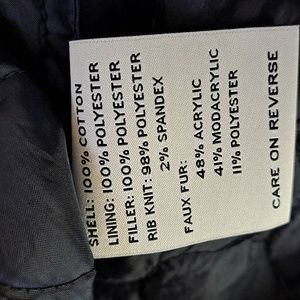 SHELL: 100% COTTON
LINING: 100% POLYESTER
FILLER: 100% POLYESTER
RIB KNIT: 98% POLYESTER
2% SPANDEX
FAUX FUR:
48% ACRYLIC
41% MODACRYLIC
11% POLYESTER
CARE ON REVERSE